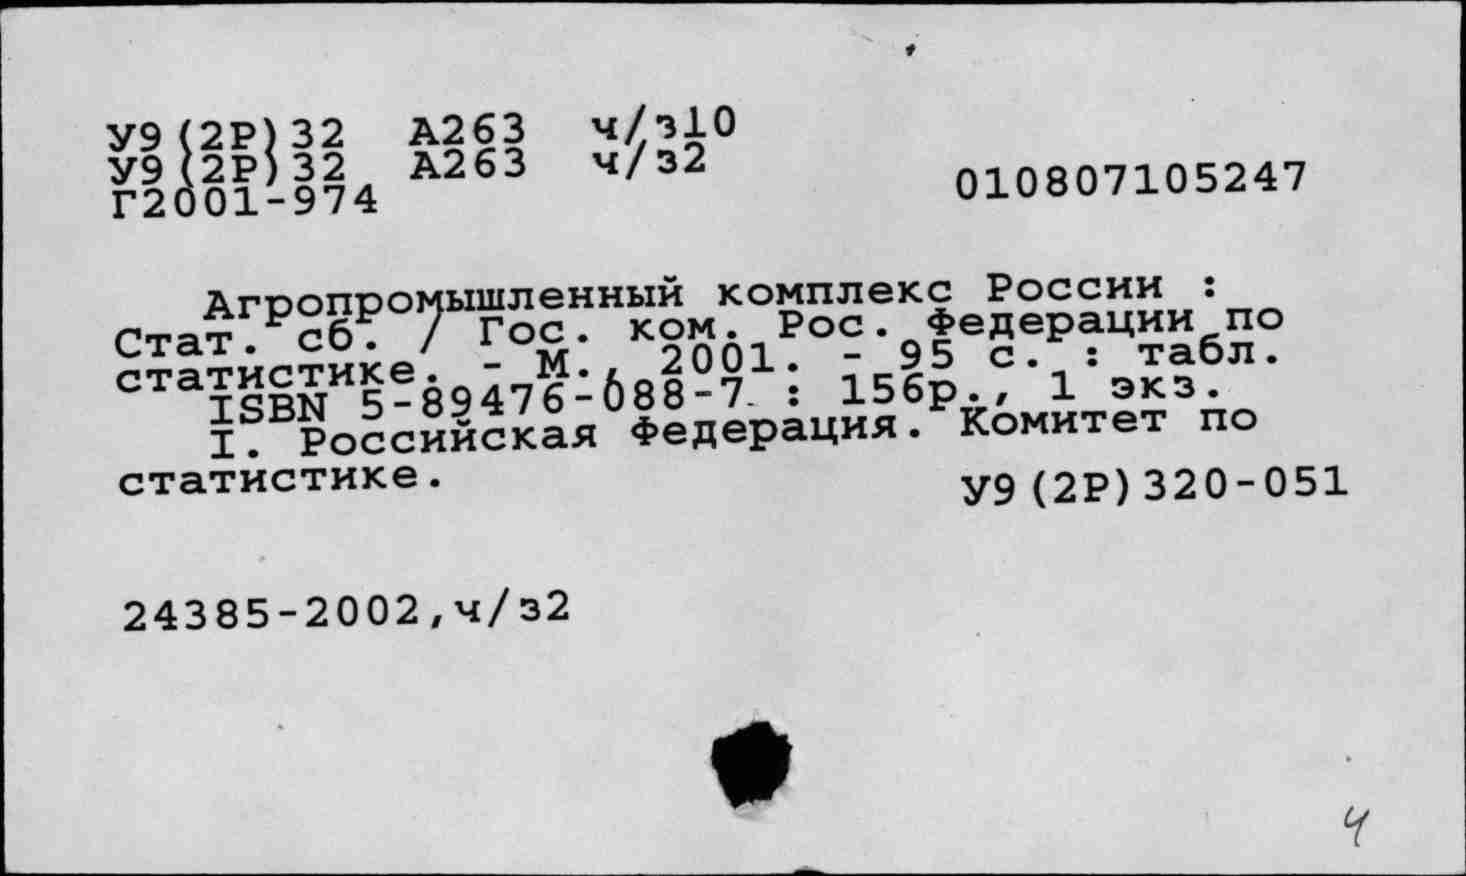 У9(2Р)32 А263 ч/з10
У9(2Р)32 А263 ч/з2
Г2001-974
010807105247
Агропромышленный комплекс России :
Стат. сб. / Гос. ком. Рос. Федерации по
статистике. - М., 2001. - 95 с. : табл.
ISBN 5-89476-088-7 : 156р., 1 экз.
I. Российская Федерация. Комитет по
статистике.
У9(2Р)320-051
24385-2002,ч/з2
Ч